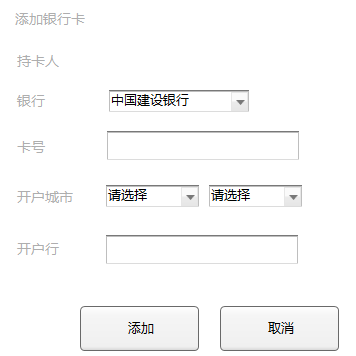 添加银行卡
持卡人
银行 中国建设银行
卡号
开户城市 请选择 请选择
开户行
添加 取消